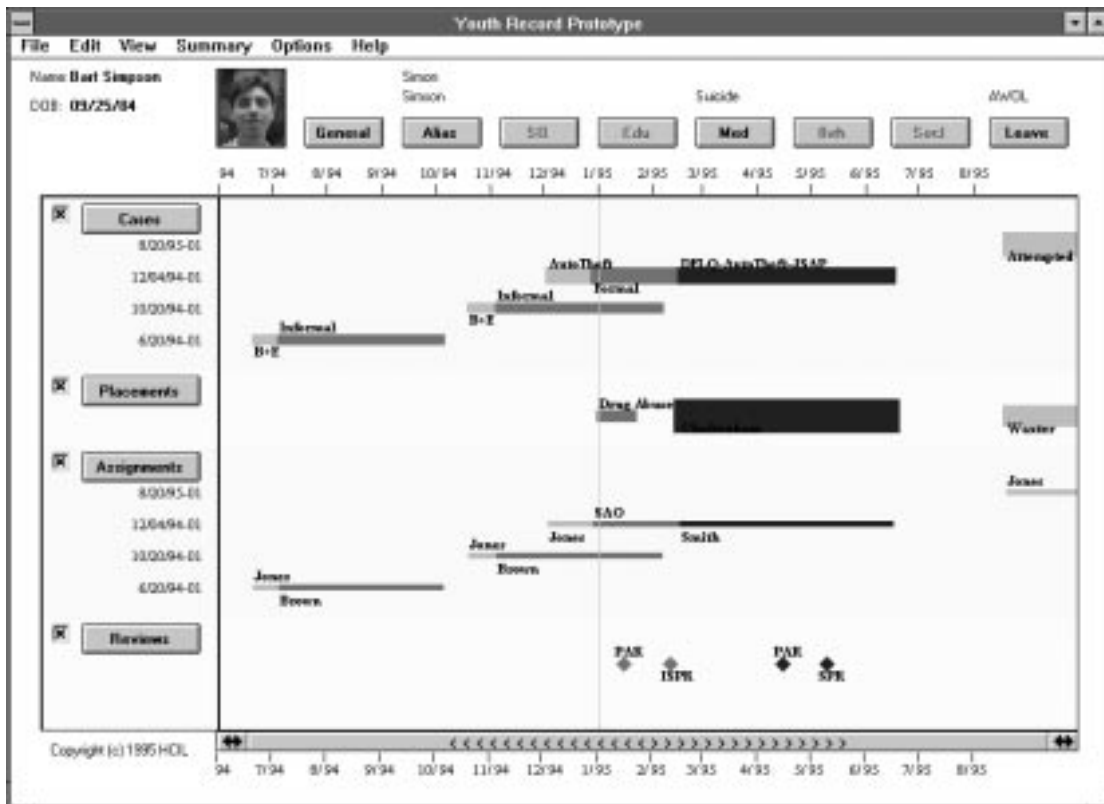 Youth Record Prototype
File Edit View Summary Options Help
Name: Bart Simpson
DOB: 09/25/84
Simon
Simson
Suicide
AWOL
General Alias Edu Med Beh Socl Leave
94 7/94 8/94 9/94 10/94 11/94 12/94 1/95 2/95 3/95 4/95 5/95 6/95 7/95 8/95
Cases
8/20/95-01
Attempted
12/04/94-01
AutoTheft DELQ-AutoTheft-JSAP
Formal
10/20/94-01
Informal
B+E
6/20/94-01
Informal
B+E
Placements
Drug Abuse
Waxter
Assignments
8/20/95-01
Jones
12/04/94-01
SAO
Jones Smith
10/20/94-01
Jones
Brown
6/20/94-01
Jones
Brown
Reviews
PAR PAR
ISPR SPR
Copyright (c) 1995 HCIL
94 7/94 8/94 9/94 10/94 11/94 12/94 1/95 2/95 3/95 4/95 5/95 6/95 7/95 8/95